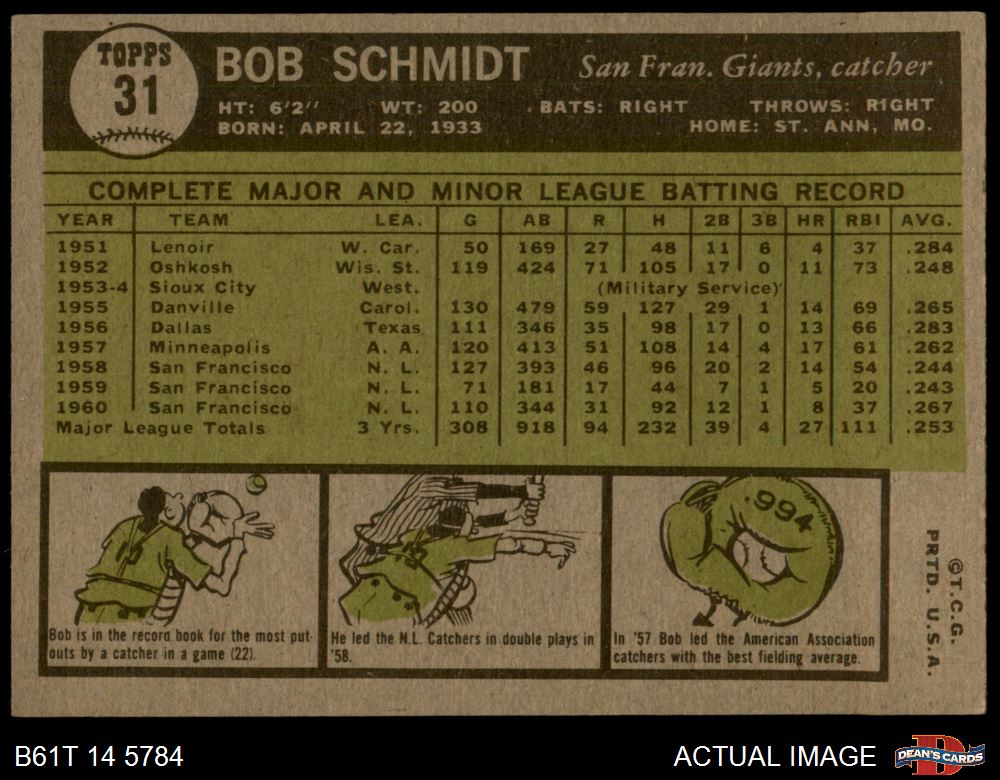 TOPPS
31
BOB SCHMIDT
San Fran. Giants, catcher
HT: 6'2" WT: 200 BATS: RIGHT THROWS: RIGHT
BORN: APRIL 22, 1933 HOME: ST. ANN, MO.
COMPLETE MAJOR AND MINOR LEAGUE BATTING RECORD
YEAR TEAM LEA. G AB R H 2B 3B HR RBI AVG.
1951 Lenoir W. Car. 50 169 27 48 11 6 4 37 .284
1952 Oshkosh Wis. St. 119 424 71 105 17 0 11 73 .248
1953-4 Sioux City West. (Military Service)
1955 Danville Carol. 130 479 59 127 29 1 14 69 .265
1956 Dallas Texas 111 346 35 98 17 0 13 66 .283
1957 Minneapolis A. A. 120 413 51 108 14 4 17 61 .262
1958 San Francisco N. L. 127 393 46 96 20 2 14 54 .244
1959 San Francisco N. L. 71 181 17 44 7 1 5 20 .243
1960 San Francisco N. L. 110 344 31 92 12 1 8 37 .267
Major League Totals 3 Yrs. 308 918 94 232 39 4 27 111 .253
Bob is in the record book for the most put-
outs by a catcher in a game (22).
He led the N.L. Catchers in double plays in
'58.
.994
In '57 Bob led the American Association
catchers with the best fielding average.
©T.C.G.
PRTD. U.S.A.
B61T 14 5784
ACTUAL IMAGE
DEAN'S CARDS